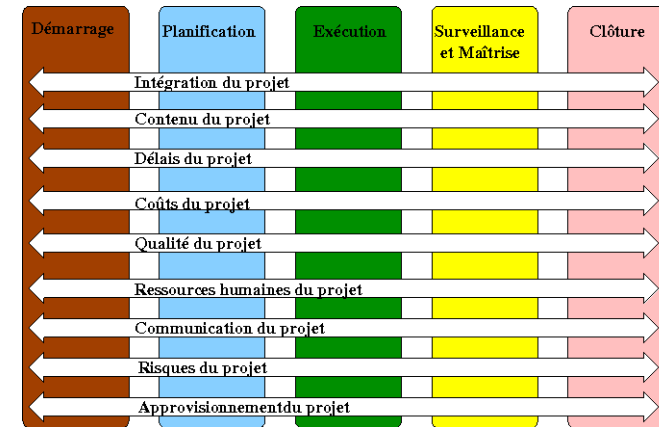 Démarrage
Planification
Exécution
Surveillance
et Maîtrise
Clôture
Intégration du projet
Contenu du projet
Délais du projet
Coûts du projet
Qualité du projet
Ressources humaines du projet
Communication du projet
Risques du projet
Approvisionnementdu projet